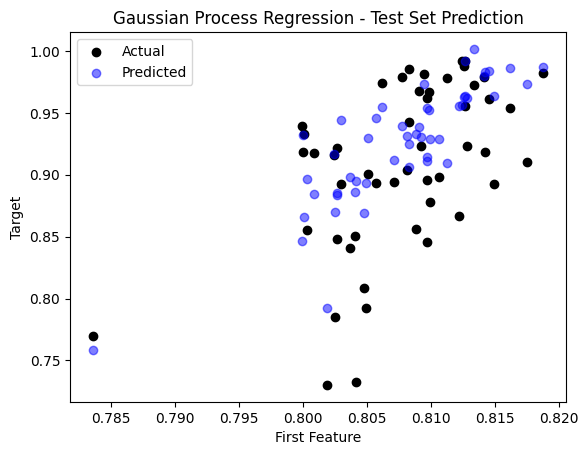 Gaussian Process Regression - Test Set Prediction
Actual
Predicted
Target
1.00
0.95
0.90
0.85
0.80
0.75
0.785 0.790 0.795 0.800 0.805 0.810 0.815 0.820
First Feature